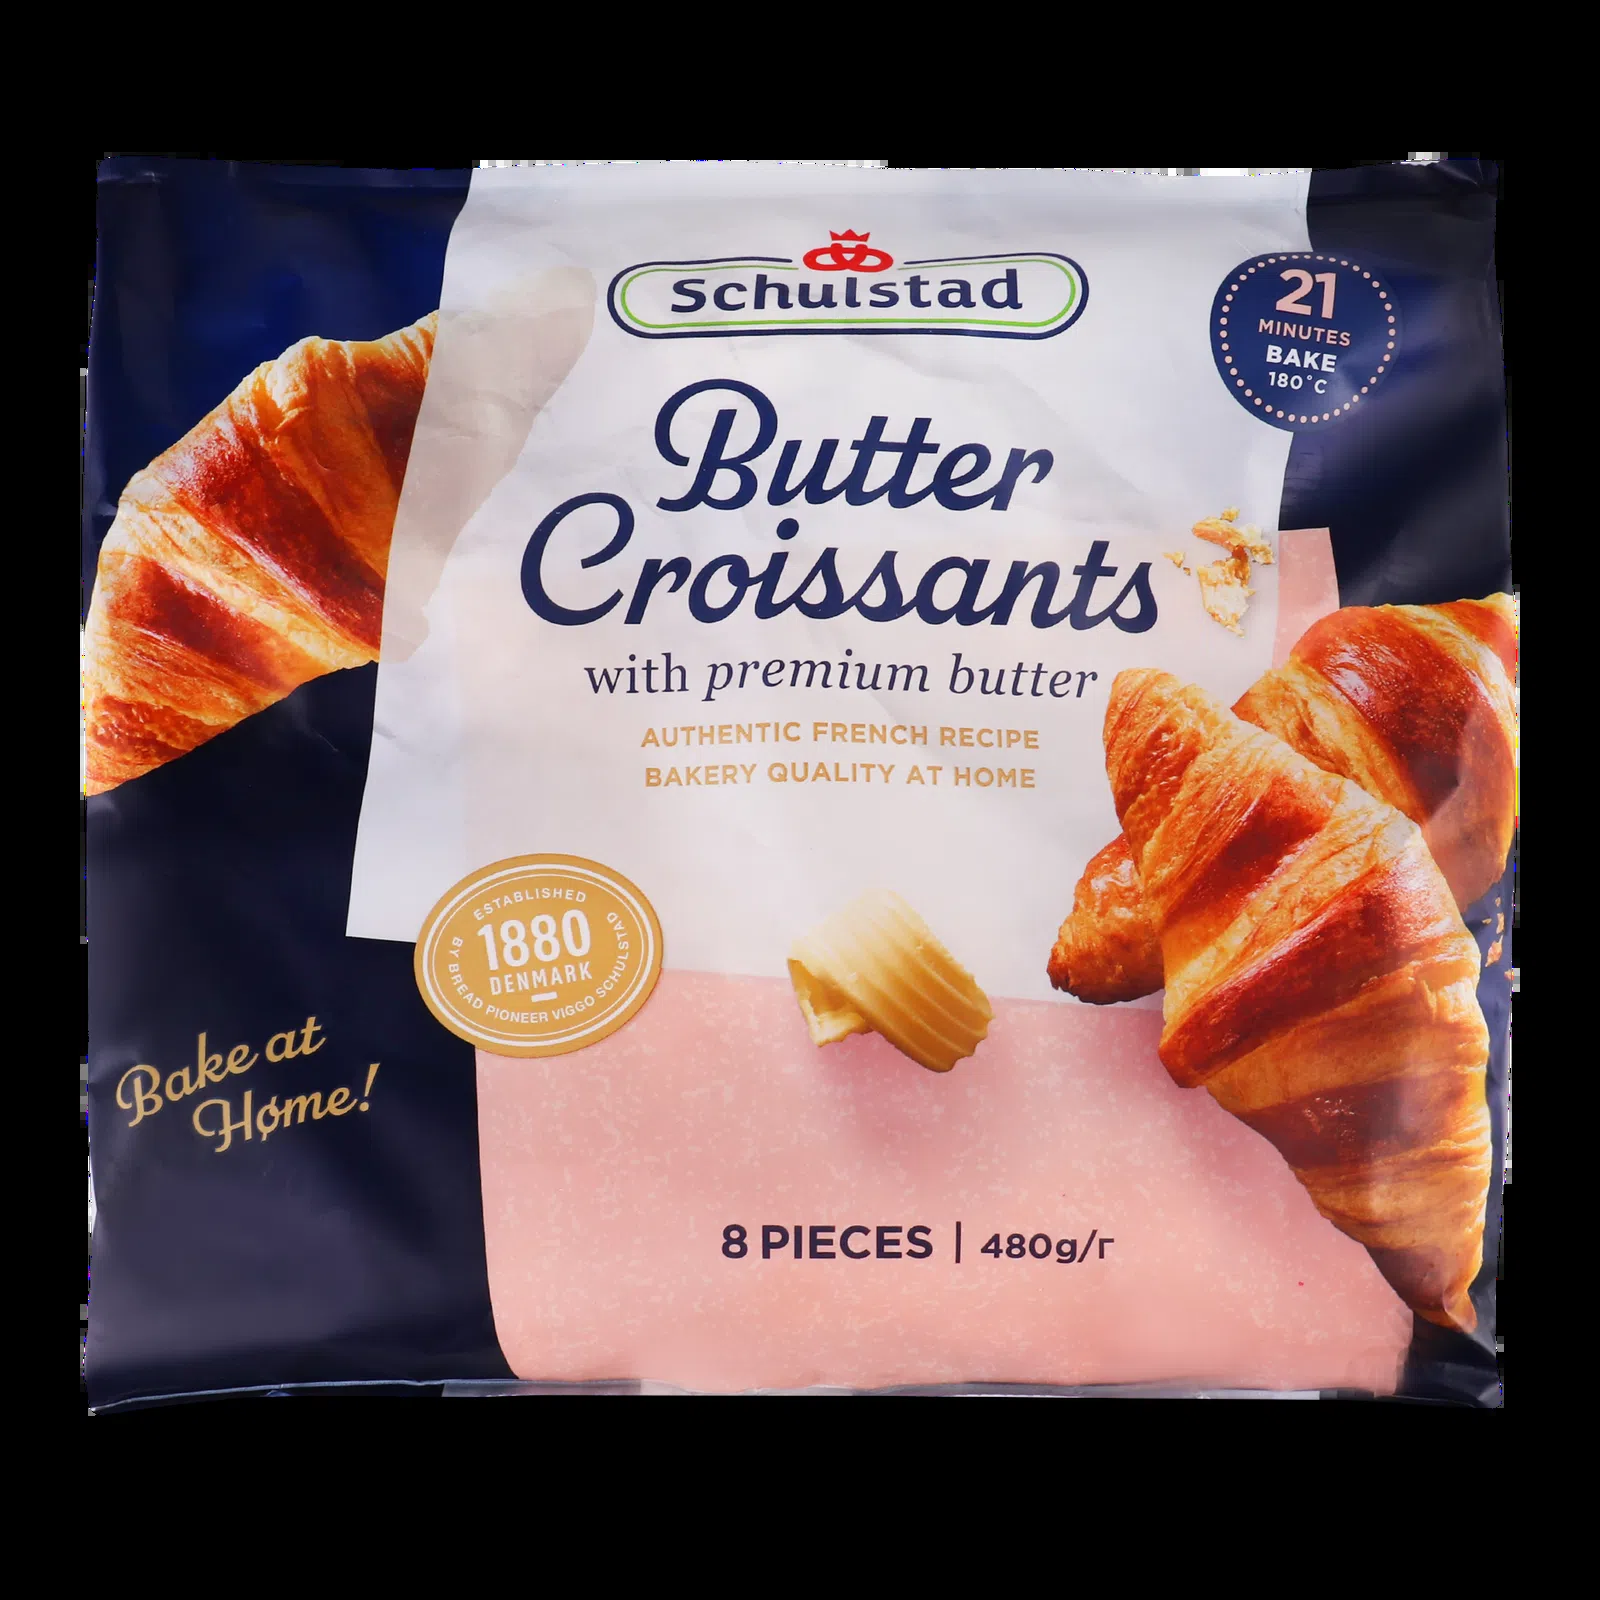 Schulstad
21
MINUTES
BAKE
180°C
Butter
Croissants
with premium butter
AUTHENTIC FRENCH RECIPE
BAKERY QUALITY AT HOME
ESTABLISHED
1880
DENMARK
BY BREAD PIONEER VIGGO SCHULSTAD
Bake at
Høme!
8 PIECES | 480g/г